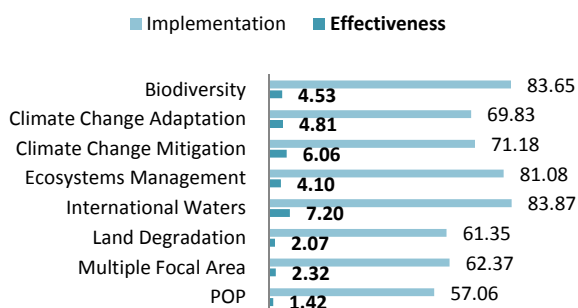 Implementation Effectiveness
Biodiversity 83.65
4.53
Climate Change Adaptation 69.83
4.81
Climate Change Mitigation 71.18
6.06
Ecosystems Management 81.08
4.10
International Waters 83.87
7.20
Land Degradation 61.35
2.07
Multiple Focal Area 62.37
2.32
POP 57.06
1.42